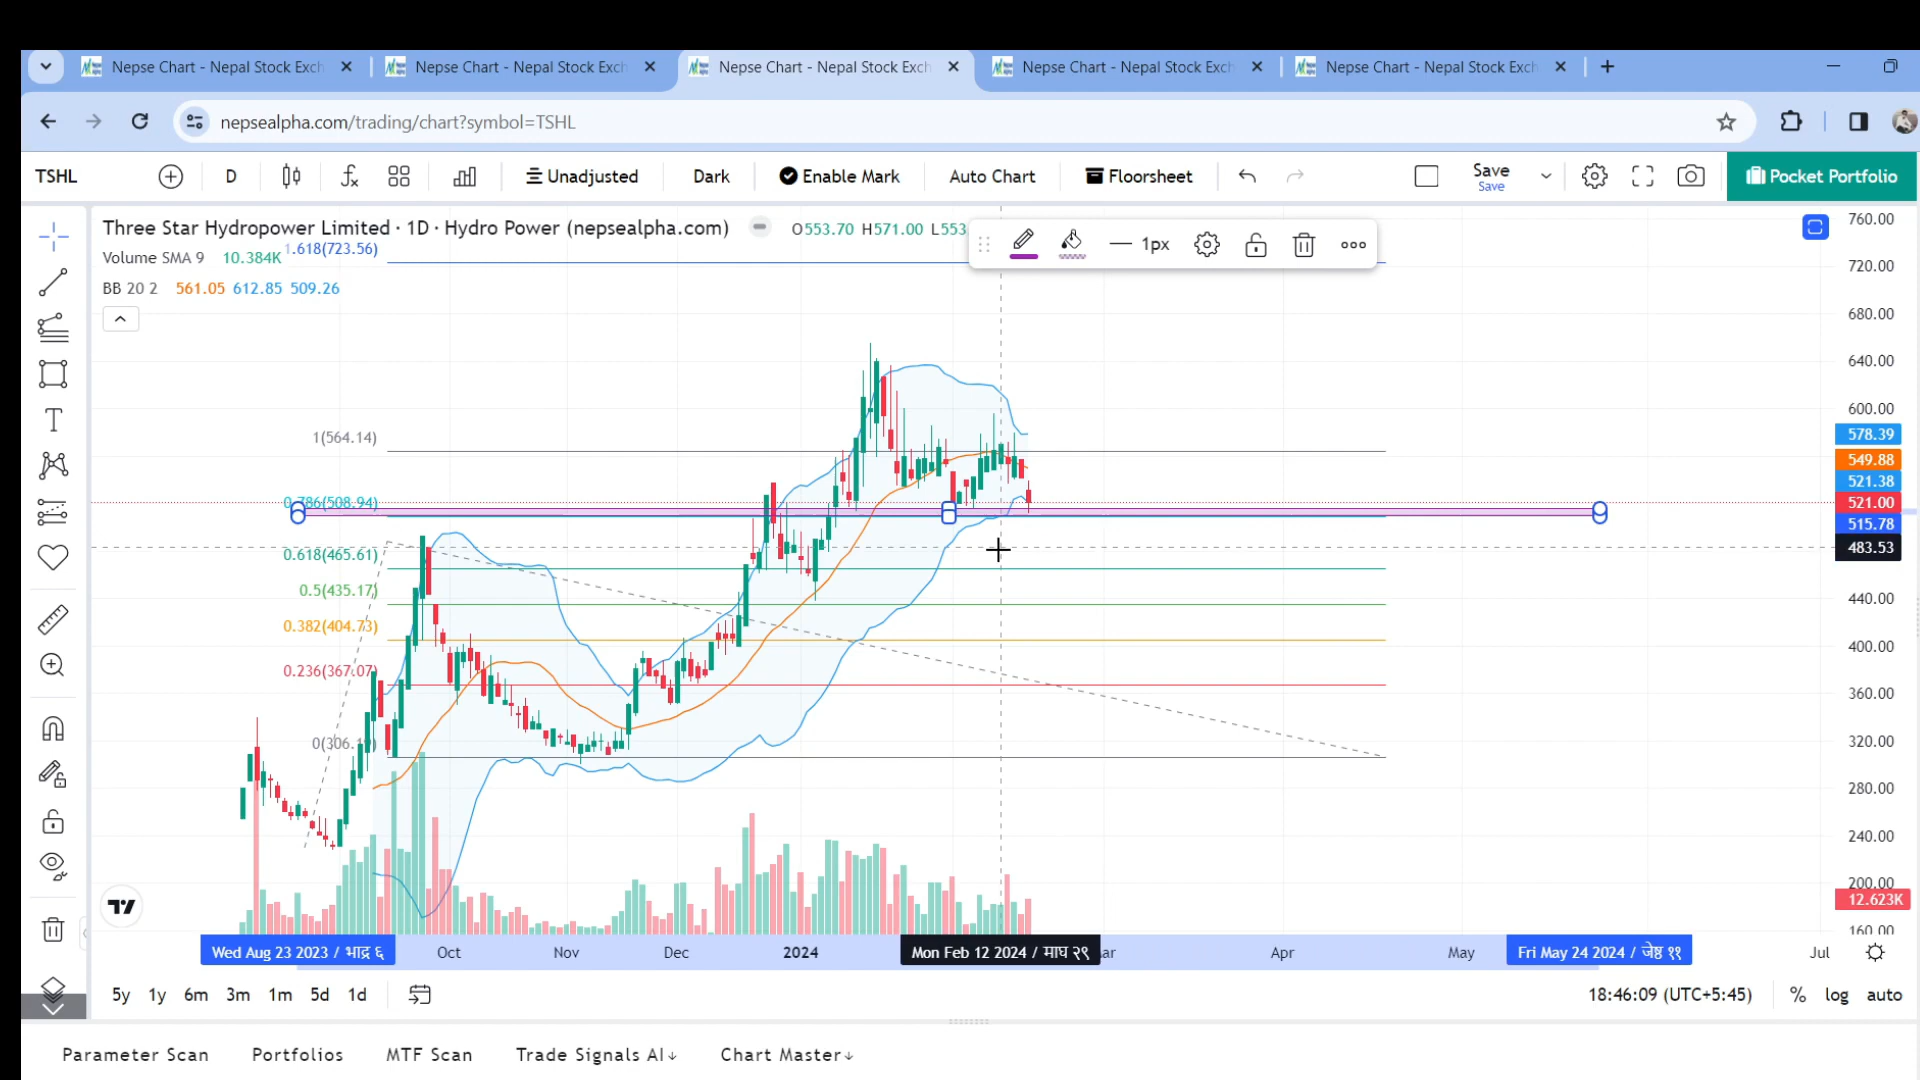 Nepse Chart - Nepal Stock Exch
Nepse Chart - Nepal Stock Exch
Nepse Chart - Nepal Stock Exch
Nepse Chart - Nepal Stock Exch
Nepse Chart - Nepal Stock Exch
nepsealpha.com/trading/chart?symbol=TSHL
TSHL D Unadjusted Dark Enable Mark Auto Chart Floorsheet Save Pocket Portfolio
Save
Three Star Hydropower Limited · 1D · Hydro Power (nepsealpha.com) O553.70 H571.00 L553
1px
Volume SMA 9 10.384K
1.618(723.56)
BB 20 2 561.05 612.85 509.26
1(564.14)
0.786(508.94)
0.618(465.61)
0.5(435.17)
0.382(404.73)
0.236(367.07)
760.00
720.00
680.00
640.00
600.00
578.39
549.88
521.38
521.00
515.78
483.53
440.00
400.00
360.00
320.00
280.00
240.00
200.00
12.623K
160.00
Wed Aug 23 2023 / भाद्र ६ Oct Nov Dec 2024 Mon Feb 12 2024 / माघ २९ ar Apr May Fri May 24 2024 / जेष्ठ ११ Jul
5y 1y 6m 3m 1m 5d 1d 18:46:09 (UTC+5:45) % log auto
Parameter Scan Portfolios MTF Scan Trade Signals AI↓ Chart Master↓